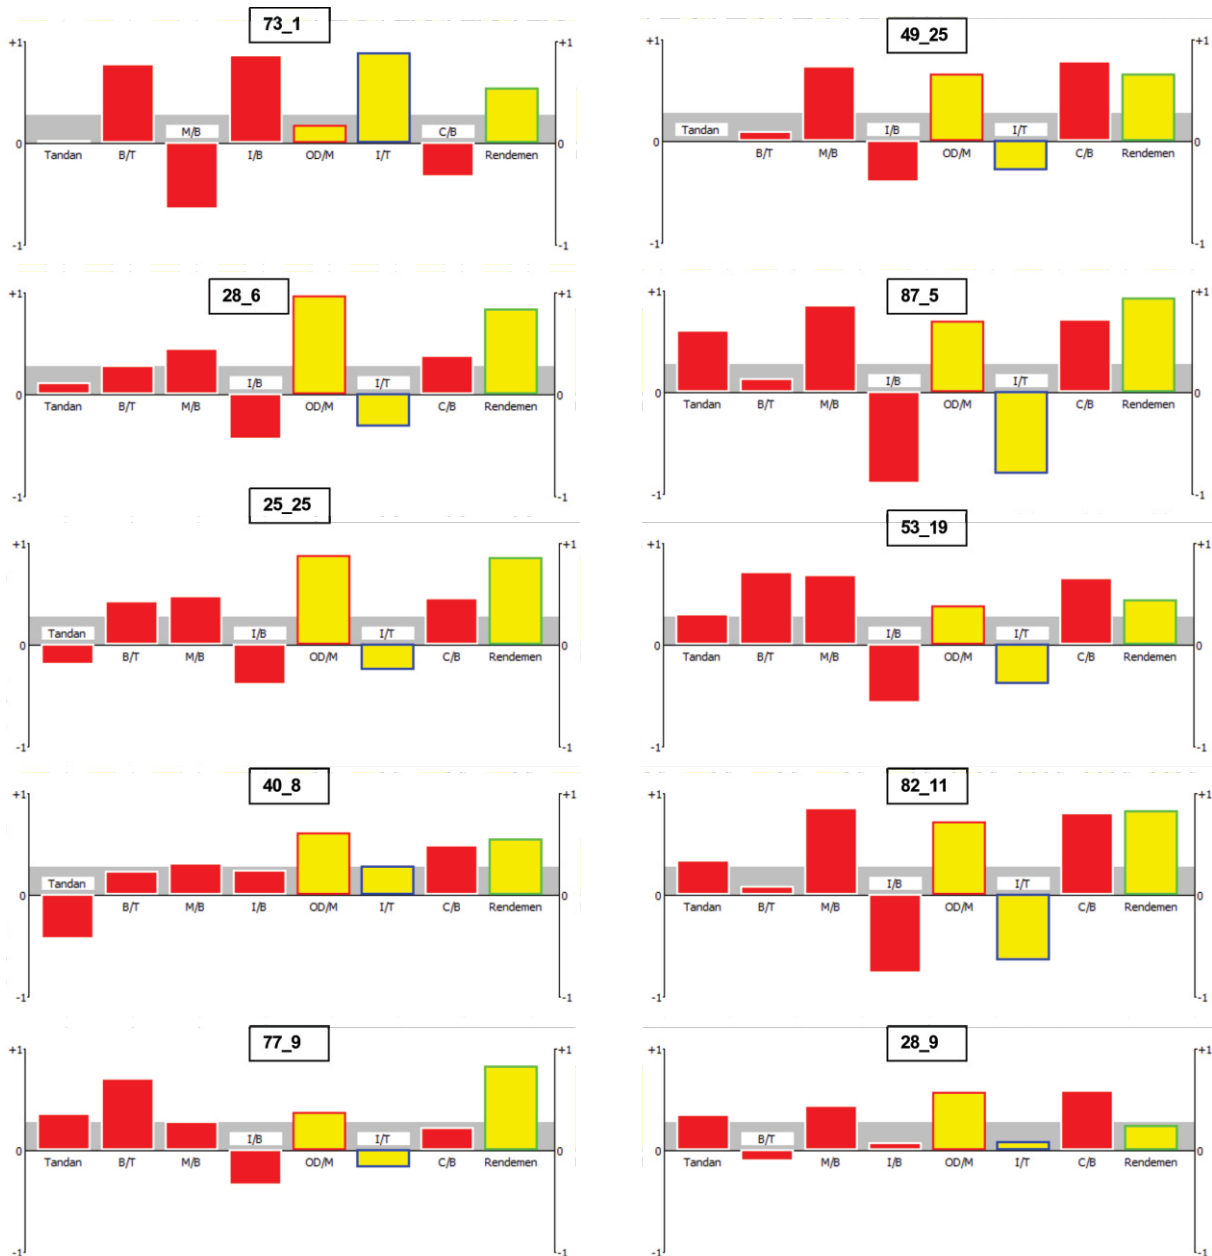 73_1
+1 +1
M/B C/B
0 0
Tandan B/T I/B OD/M I/T Rendemen
-1 -1
49_25
+1 +1
Tandan I/B I/T
0 0
B/T M/B OD/M C/B Rendemen
-1 -1
28_6
+1 +1
I/B I/T
0 0
Tandan B/T M/B OD/M C/B Rendemen
-1 -1
87_5
+1 +1
I/B I/T
0 0
Tandan B/T M/B OD/M C/B Rendemen
-1 -1
25_25
+1 +1
Tandan I/B I/T
0 0
B/T M/B OD/M C/B Rendemen
-1 -1
53_19
+1 +1
I/B I/T
0 0
Tandan B/T M/B OD/M C/B Rendemen
-1 -1
40_8
+1 +1
Tandan
0 0
B/T M/B I/B OD/M I/T C/B Rendemen
-1 -1
82_11
+1 +1
I/B I/T
0 0
Tandan B/T M/B OD/M C/B Rendemen
-1 -1
77_9
+1 +1
I/B I/T
0 0
Tandan B/T M/B OD/M C/B Rendemen
-1 -1
28_9
+1 +1
B/T
0 0
Tandan M/B I/B OD/M I/T C/B Rendemen
-1 -1